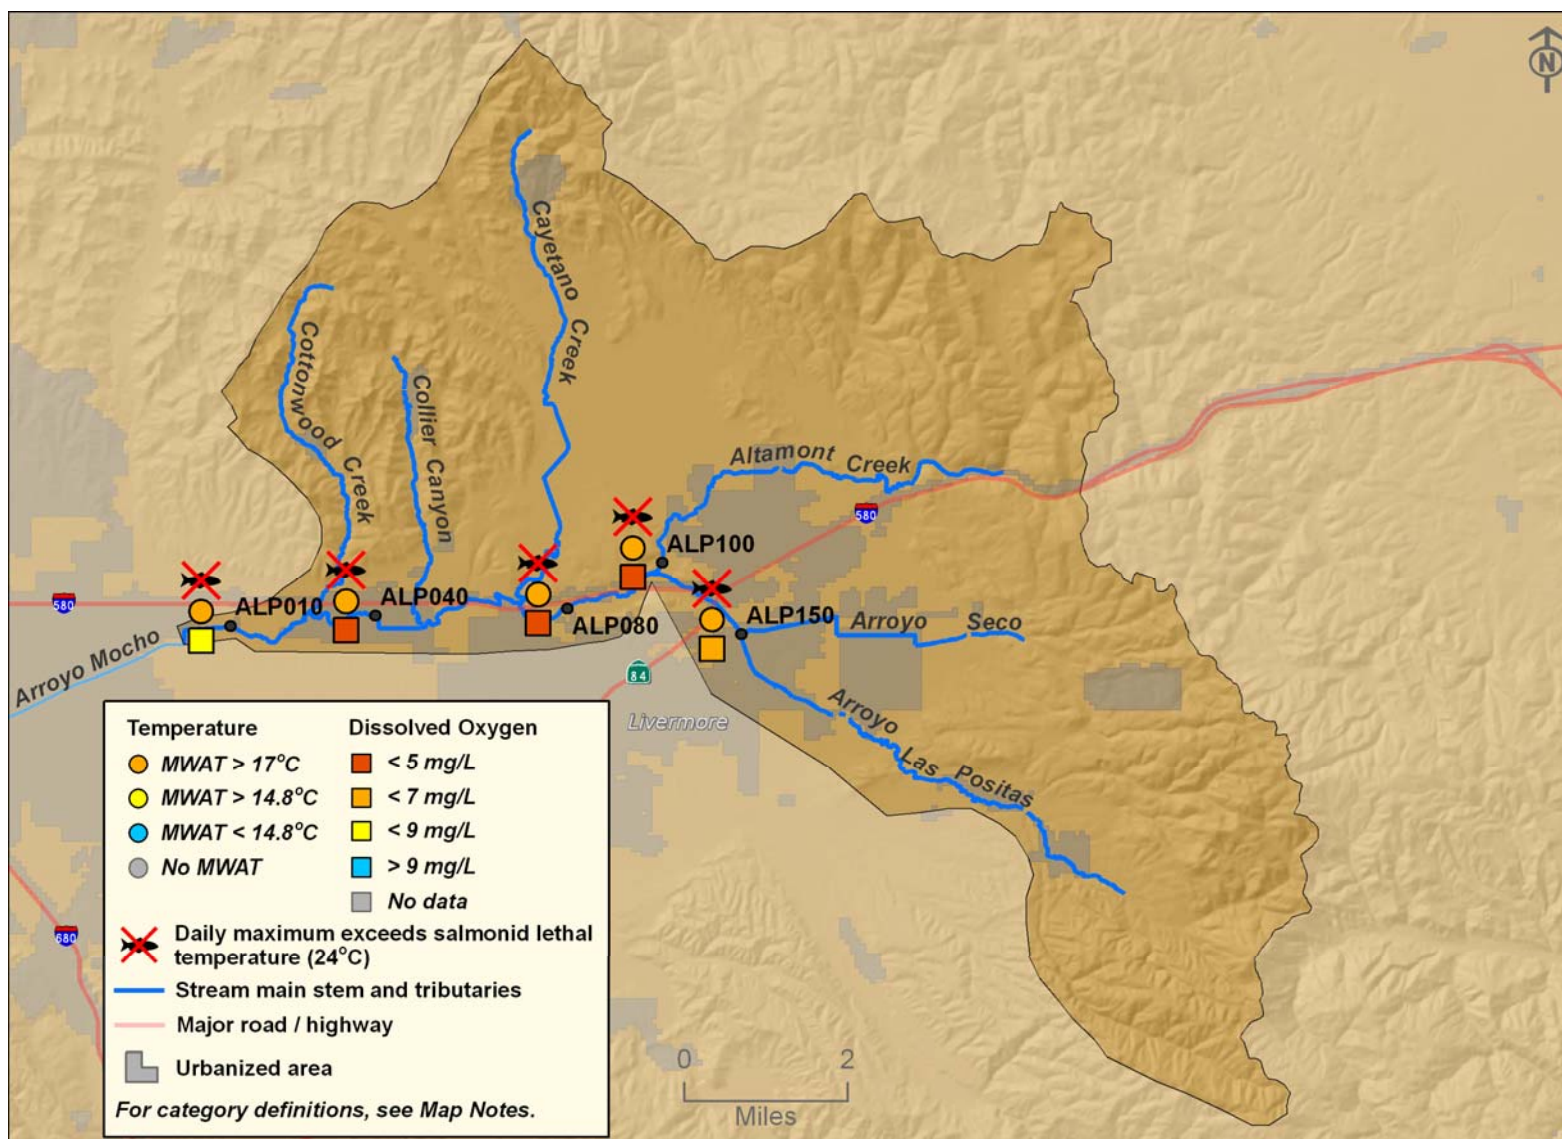 N
Cayetano Creek
Cottonwood Creek
Collier Canyon
Altamont Creek
580
ALP100
580
ALP010
ALP040
ALP080
ALP150
Arroyo Seco
Arroyo Mocho
84
Livermore
Arroyo Las Positas
Temperature
MWAT > 17°C
MWAT > 14.8°C
MWAT < 14.8°C
No MWAT
Dissolved Oxygen
< 5 mg/L
< 7 mg/L
< 9 mg/L
> 9 mg/L
No data
Daily maximum exceeds salmonid lethal
temperature (24°C)
Stream main stem and tributaries
Major road / highway
Urbanized area
For category definitions, see Map Notes.
680
0 2
Miles